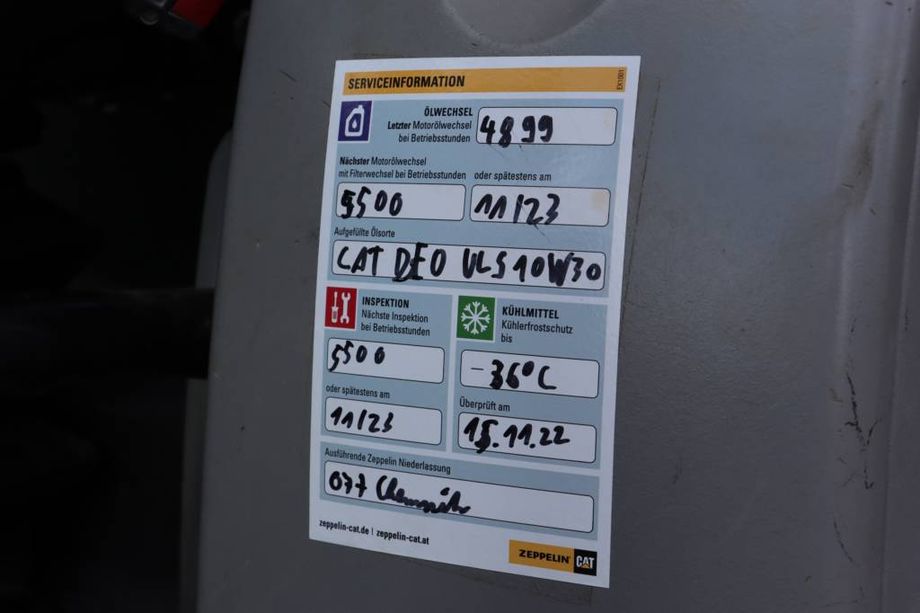 SERVICEINFORMATION
EX1001
ÖLWECHSEL
Letzter Motorölwechsel
bei Betriebsstunden
4899
Nächster Motorölwechsel
mit Filterwechsel bei Betriebsstunden
oder spätestens am
5500
11/23
Aufgefüllte Ölsorte
CAT DEO ULS 10W30
INSPEKTION
Nächste Inspektion
bei Betriebsstunden
5500
oder spätestens am
11/23
KÜHLMITTEL
Kühlerfrostschutz
bis
-36°C
Überprüft am
15.11.22
Ausführende Zeppelin Niederlassung
077 Chemnitz
zeppelin-cat.de | zeppelin-cat.at
ZEPPELIN CAT